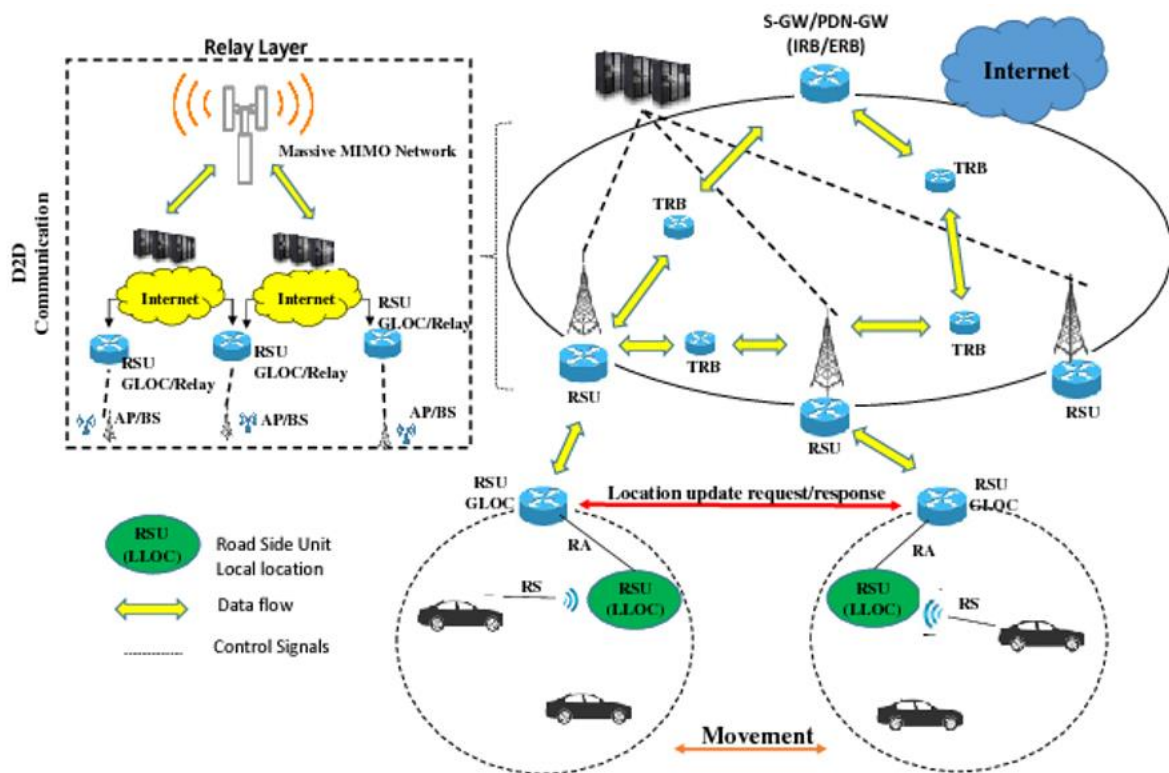 Relay Layer
Massive MIMO Network
D2D
Communication
Internet
Internet
RSU
GLOC/Relay
RSU
GLOC/Relay
RSU
GLOC/Relay
AP/BS
AP/BS
AP/BS
S-GW/PDN-GW
(IRB/ERB)
Internet
TRB
TRB
TRB
TRB
RSU
RSU
RSU
RSU
GLOC
Location update request/response
RSU
GLOC
RA
RA
RS
RSU
(LLOC)
RSU
(LLOC)
RS
RSU
(LLOC)
Road Side Unit
Local location
Data flow
Control Signals
Movement